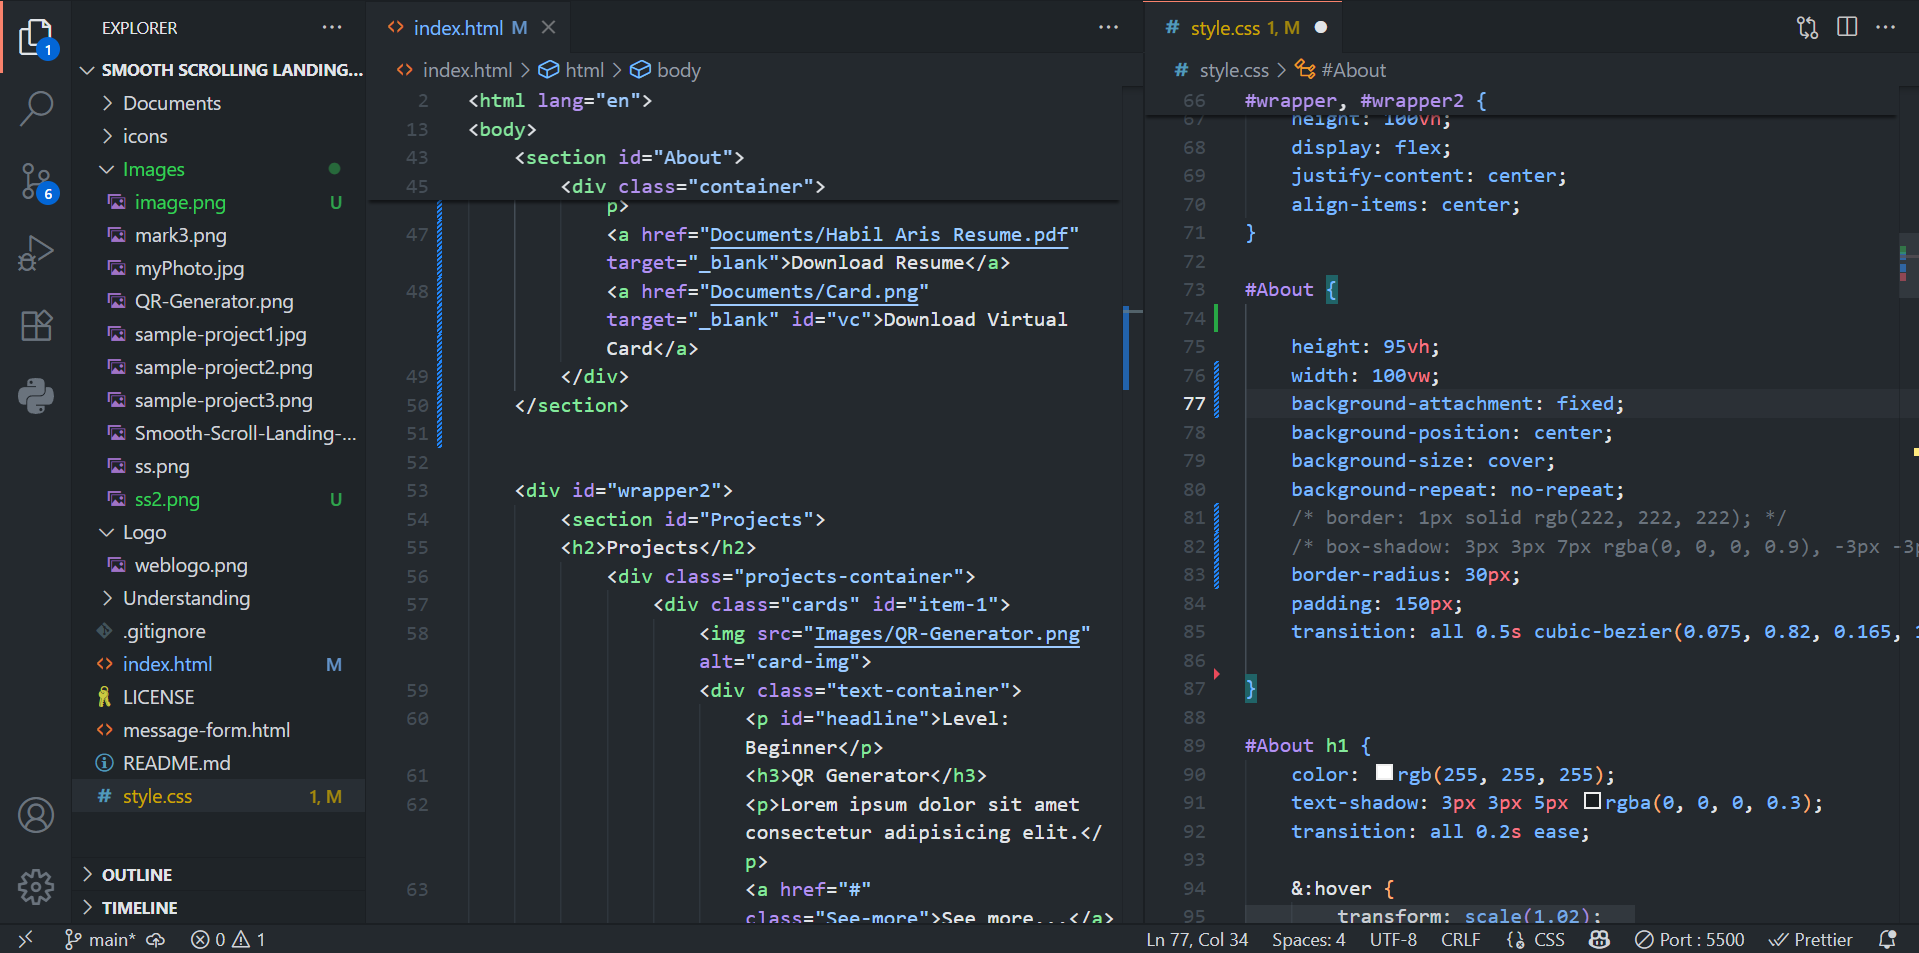 EXPLORER
SMOOTH SCROLLING LANDING...
Documents
icons
Images
image.png U
mark3.png
myPhoto.jpg
QR-Generator.png
sample-project1.jpg
sample-project2.png
sample-project3.png
Smooth-Scroll-Landing-...
ss.png
ss2.png U
Logo
weblogo.png
Understanding
.gitignore
index.html M
LICENSE
message-form.html
README.md
# style.css 1, M
OUTLINE
TIMELINE
1
6
index.html M
index.html > html > body
2 <html lang="en">
13 <body>
43 <section id="About">
45 <div class="container">
p>
47 <a href="Documents/Habil Aris Resume.pdf"
target="_blank">Download Resume</a>
48 <a href="Documents/Card.png"
target="_blank" id="vc">Download Virtual
Card</a>
49 </div>
50 </section>
51
52
53 <div id="wrapper2">
54 <section id="Projects">
55 <h2>Projects</h2>
56 <div class="projects-container">
57 <div class="cards" id="item-1">
58 <img src="Images/QR-Generator.png"
alt="card-img">
59 <div class="text-container">
60 <p id="headline">Level:
Beginner</p>
61 <h3>QR Generator</h3>
62 <p>Lorem ipsum dolor sit amet
consectetur adipisicing elit.</
p>
63 <a href="#"
class="See-more">See more...</a>
# style.css 1, M
# style.css > #About
66 #wrapper, #wrapper2 {
67 height: 100vh;
68 display: flex;
69 justify-content: center;
70 align-items: center;
71 }
72
73 #About {
74
75 height: 95vh;
76 width: 100vw;
77 background-attachment: fixed;
78 background-position: center;
79 background-size: cover;
80 background-repeat: no-repeat;
81 /* border: 1px solid rgb(222, 222, 222); */
82 /* box-shadow: 3px 3px 7px rgba(0, 0, 0, 0.9), -3px -3p
83 border-radius: 30px;
84 padding: 150px;
85 transition: all 0.5s cubic-bezier(0.075, 0.82, 0.165, 1
86
87 }
88
89 #About h1 {
90 color: rgb(255, 255, 255);
91 text-shadow: 3px 3px 5px rgba(0, 0, 0, 0.3);
92 transition: all 0.2s ease;
93
94 &:hover {
95 transform: scale(1.02);
main* 0 1
Ln 77, Col 34 Spaces: 4 UTF-8 CRLF {} CSS Port : 5500 Prettier